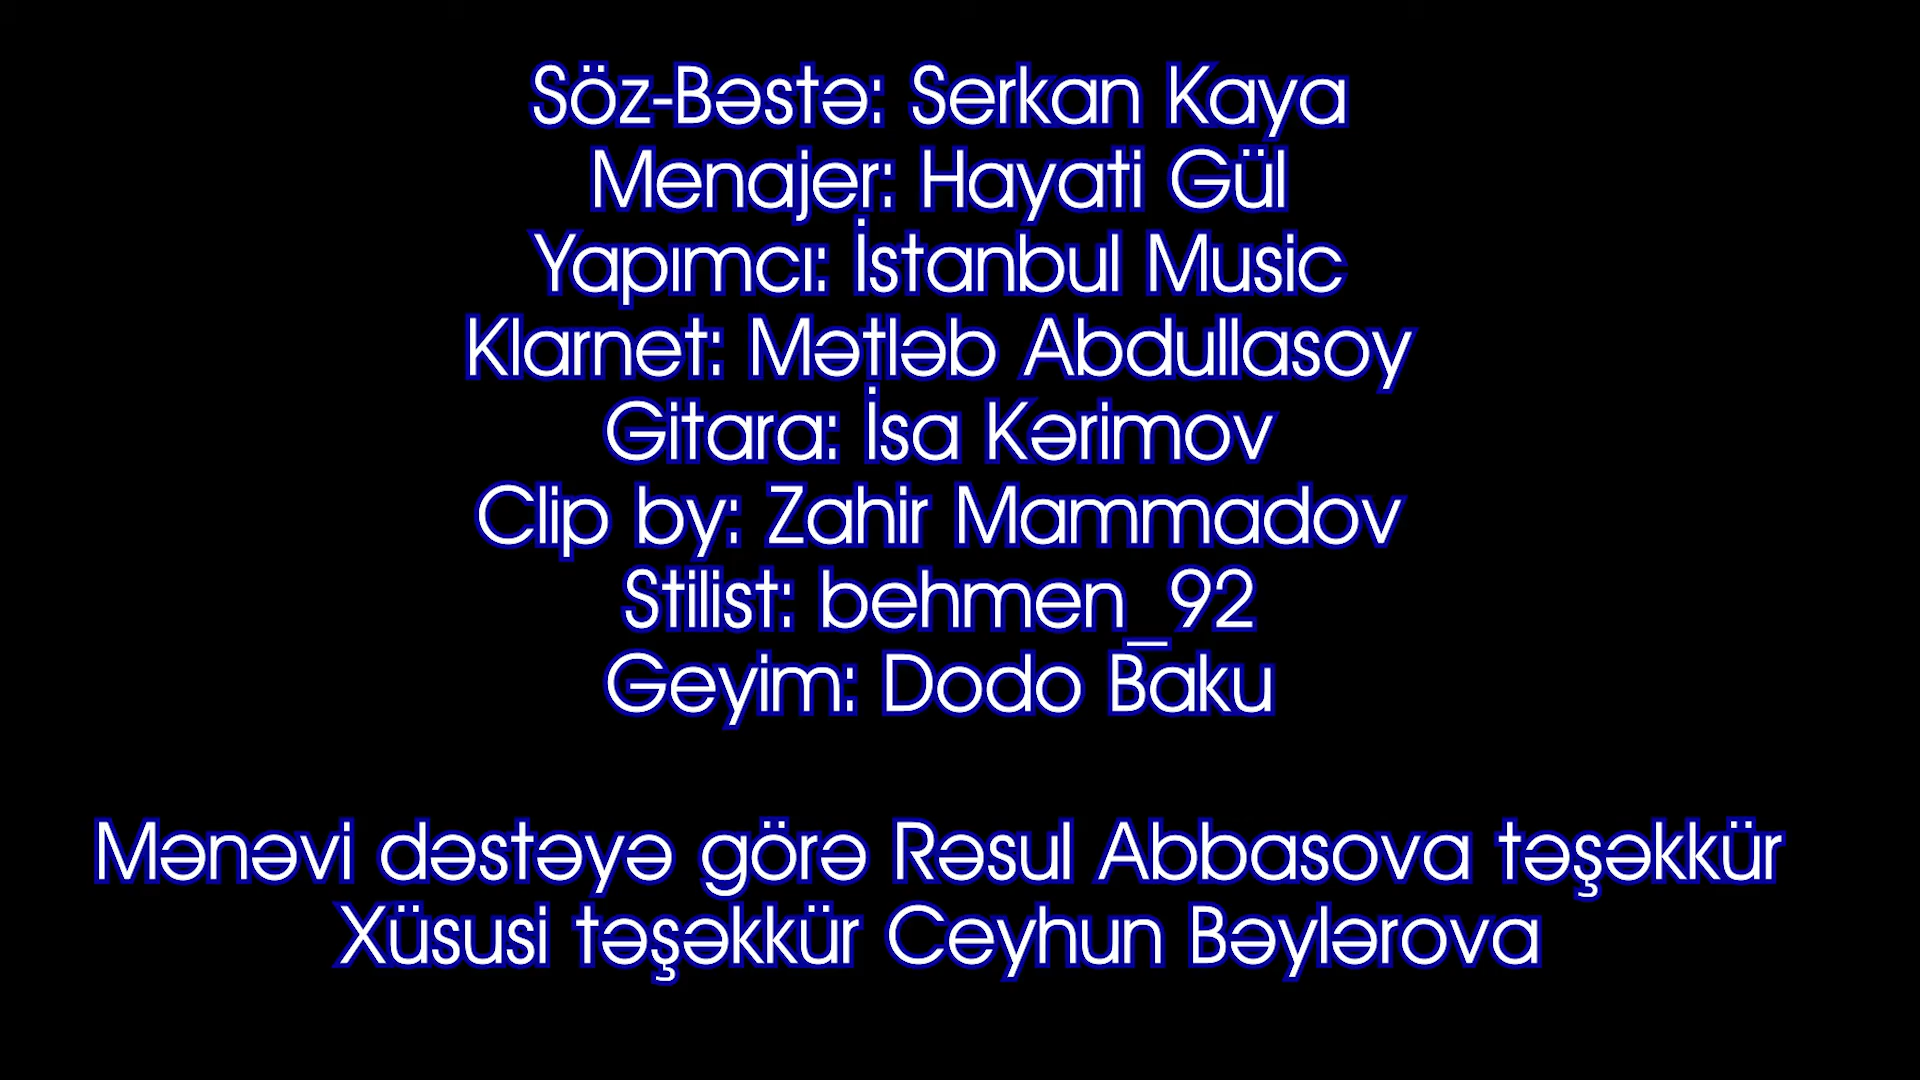 Söz-Bəstə: Serkan Kaya
Menajer: Hayati Gül
Yapımcı: İstanbul Music
Klarnet: Mətləb Abdullasoy
Gitara: İsa Kərimov
Clip by: Zahir Mammadov
Stilist: behmen_92
Geyim: Dodo Baku
Mənəvi dəstəyə görə Rəsul Abbasova təşəkkür
Xüsusi təşəkkür Ceyhun Bəylərova